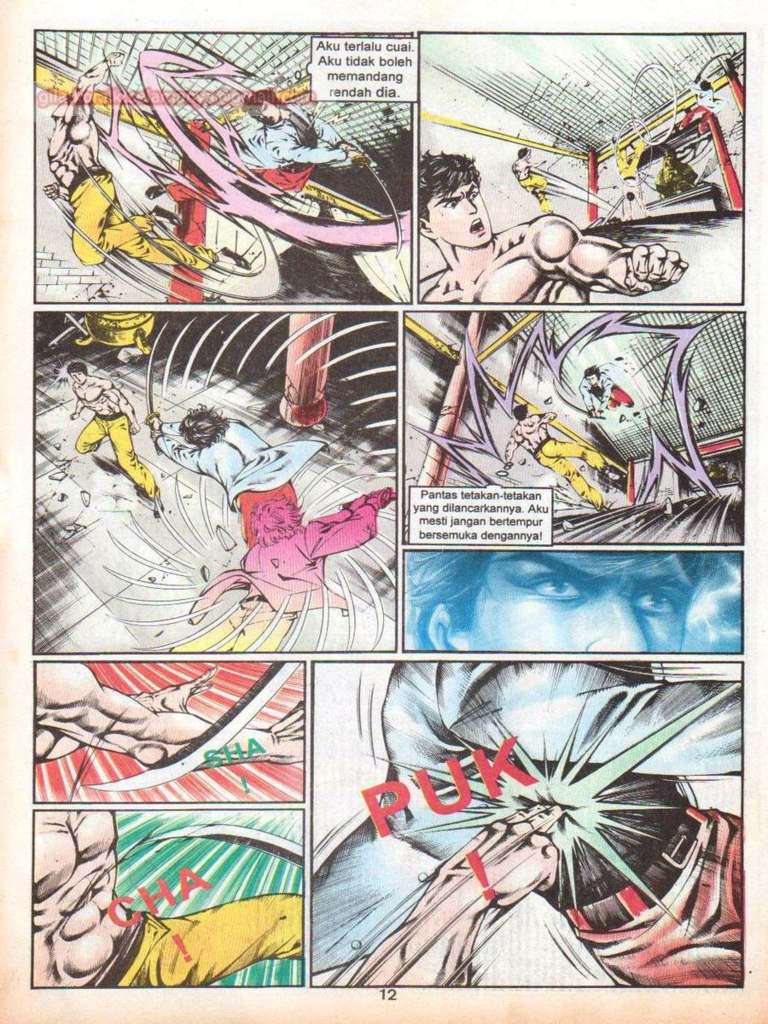 Aku terlalu cuai.
Aku tidak boleh
memandang
rendah dia.
Pantas tetakan-tetakan
yang dilancarkannya. Aku
mesti jangan bertempur
bersemuka dengannya!
SHA
!
PUK
!
CHA
!
12